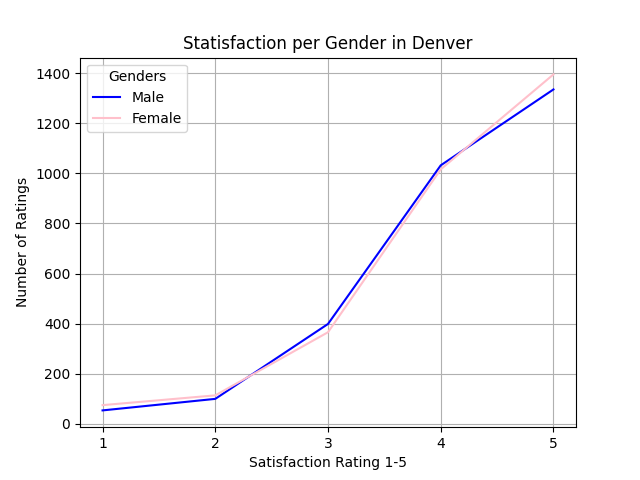 Statisfaction per Gender in Denver
Genders
Male
Female
Number of Ratings
1400
1200
1000
800
600
400
200
0
1 2 3 4 5
Satisfaction Rating 1-5